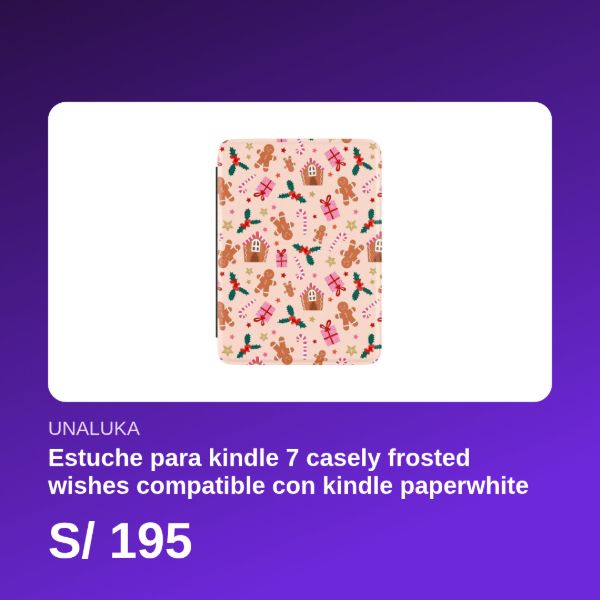 UNALUKA
Estuche para kindle 7 casely frosted
wishes compatible con kindle paperwhite
S/ 195